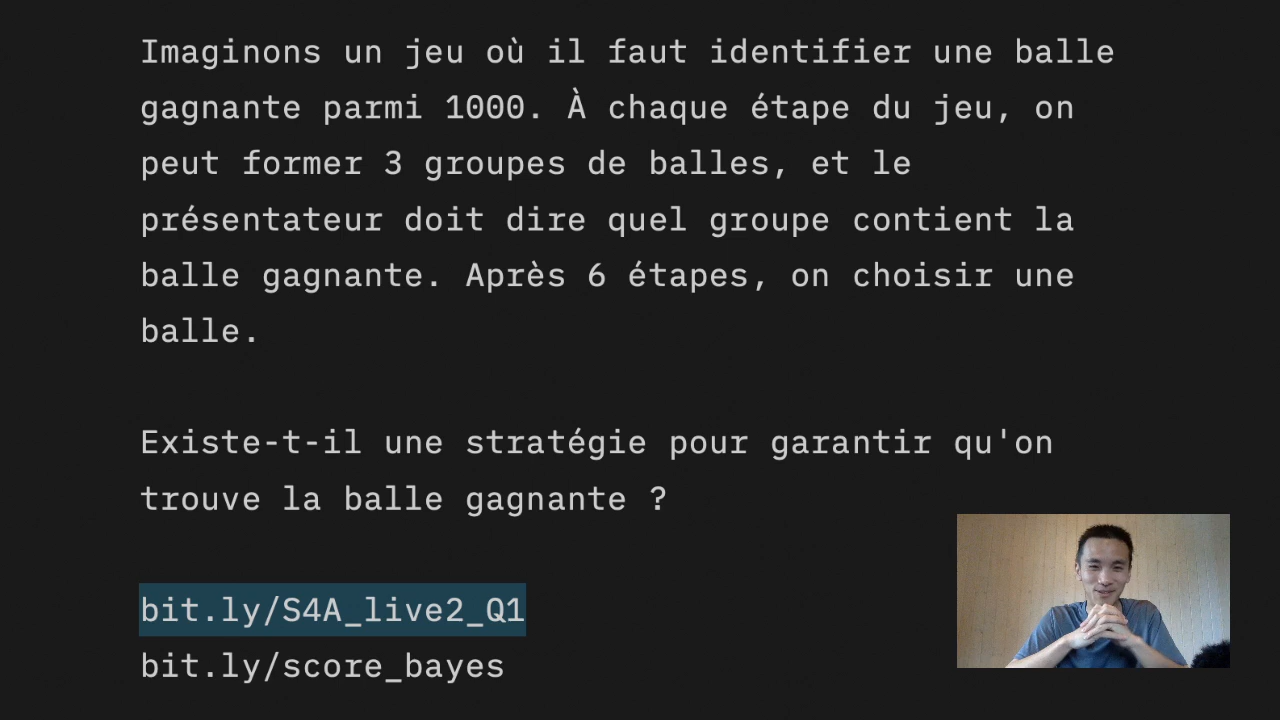 Imaginons un jeu où il faut identifier une balle
gagnante parmi 1000. À chaque étape du jeu, on
peut former 3 groupes de balles, et le
présentateur doit dire quel groupe contient la
balle gagnante. Après 6 étapes, on choisir une
balle.
Existe-t-il une stratégie pour garantir qu'on
trouve la balle gagnante ?
bit.ly/S4A_live2_Q1
bit.ly/score_bayes